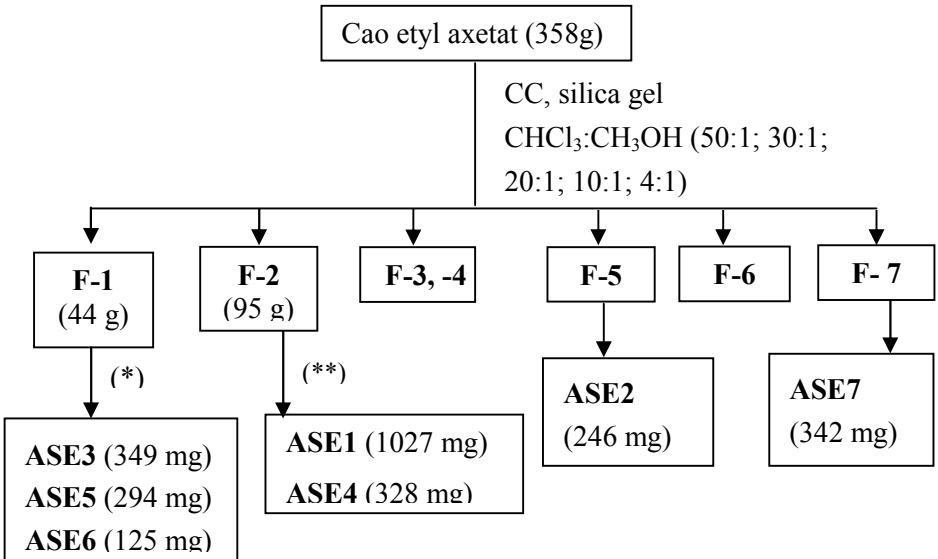 Cao etyl axetat (358g)
CC, silica gel
CHCl₃:CH₃OH (50:1; 30:1;
20:1; 10:1; 4:1)
F-1
(44 g)
F-2
(95 g)
F-3, -4
F-5
F-6
F- 7
(*)
(**)
ASE3 (349 mg)
ASE5 (294 mg)
ASE6 (125 mg)
ASE1 (1027 mg)
ASE4 (328 mg)
ASE2
(246 mg)
ASE7
(342 mg)